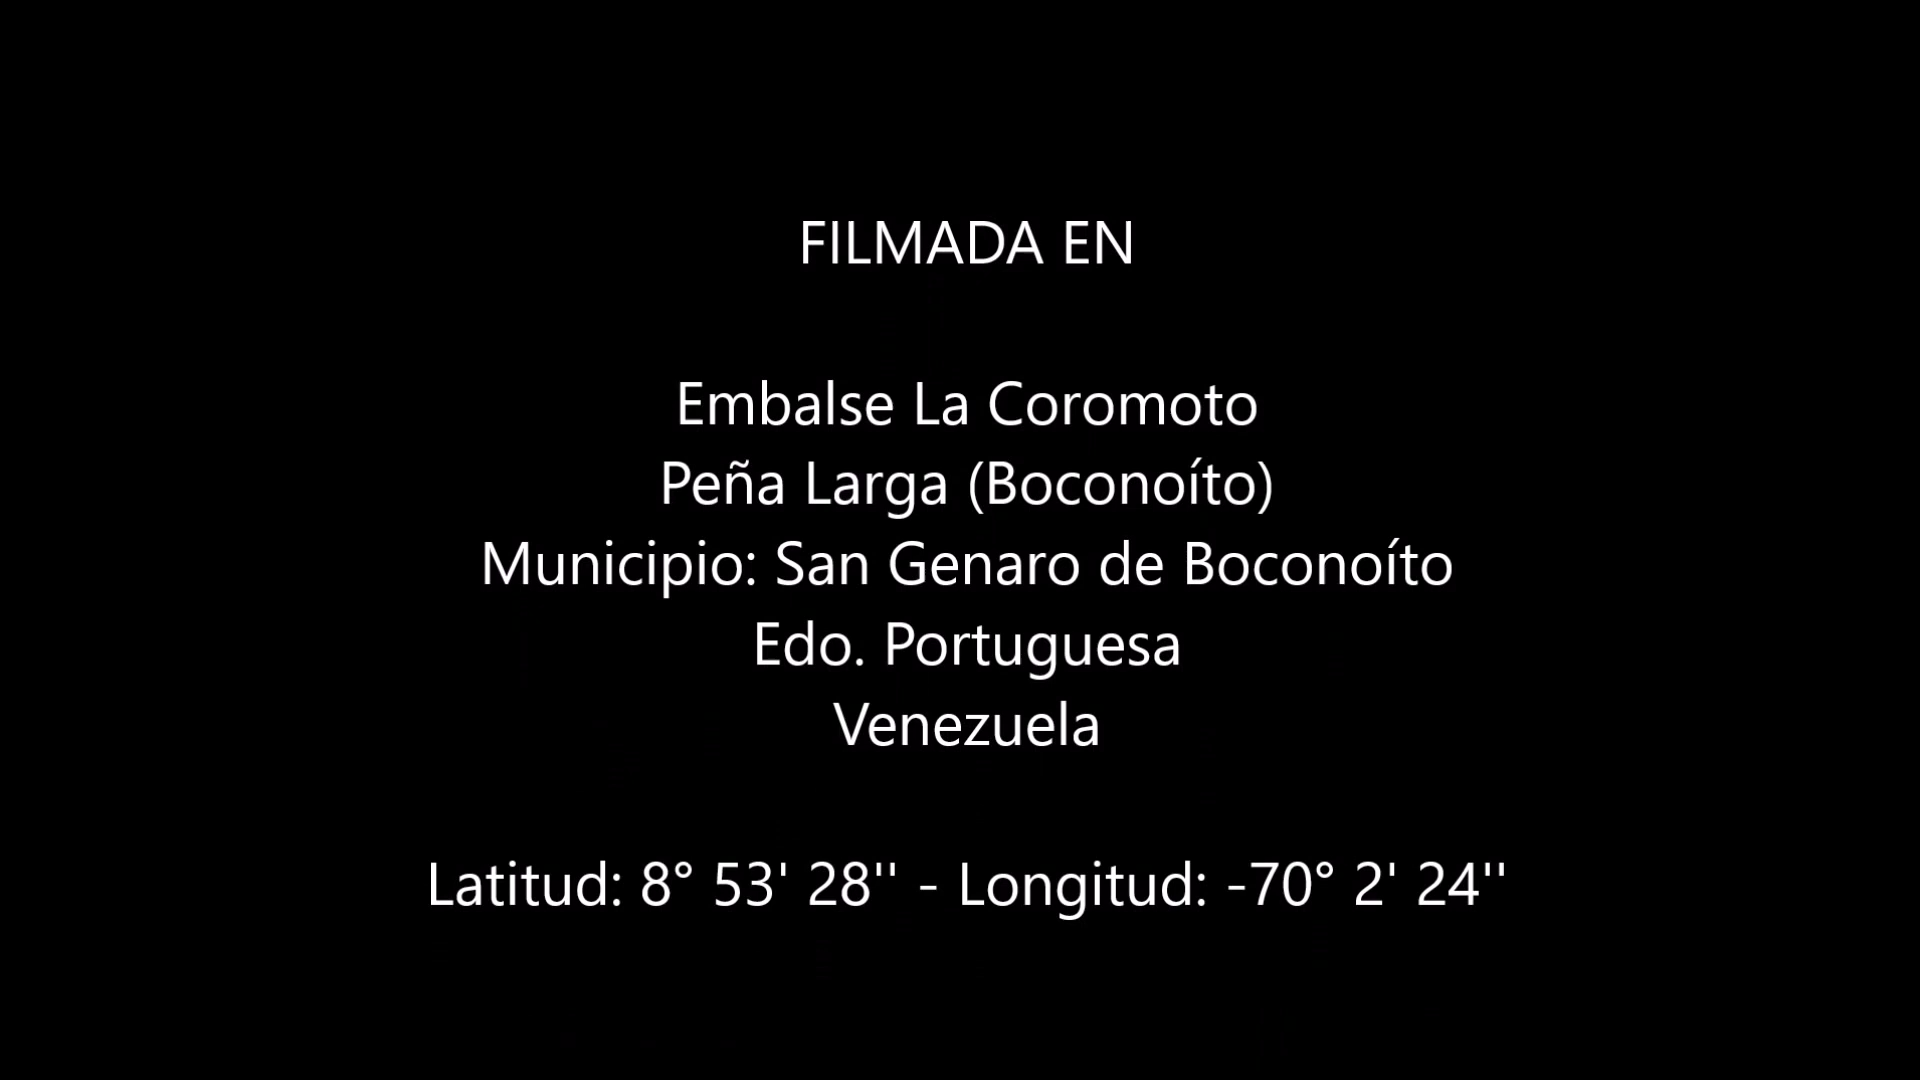 FILMADA EN
Embalse La Coromoto
Peña Larga (Boconoíto)
Municipio: San Genaro de Boconoíto
Edo. Portuguesa
Venezuela
Latitud: 8° 53' 28'' - Longitud: -70° 2' 24''